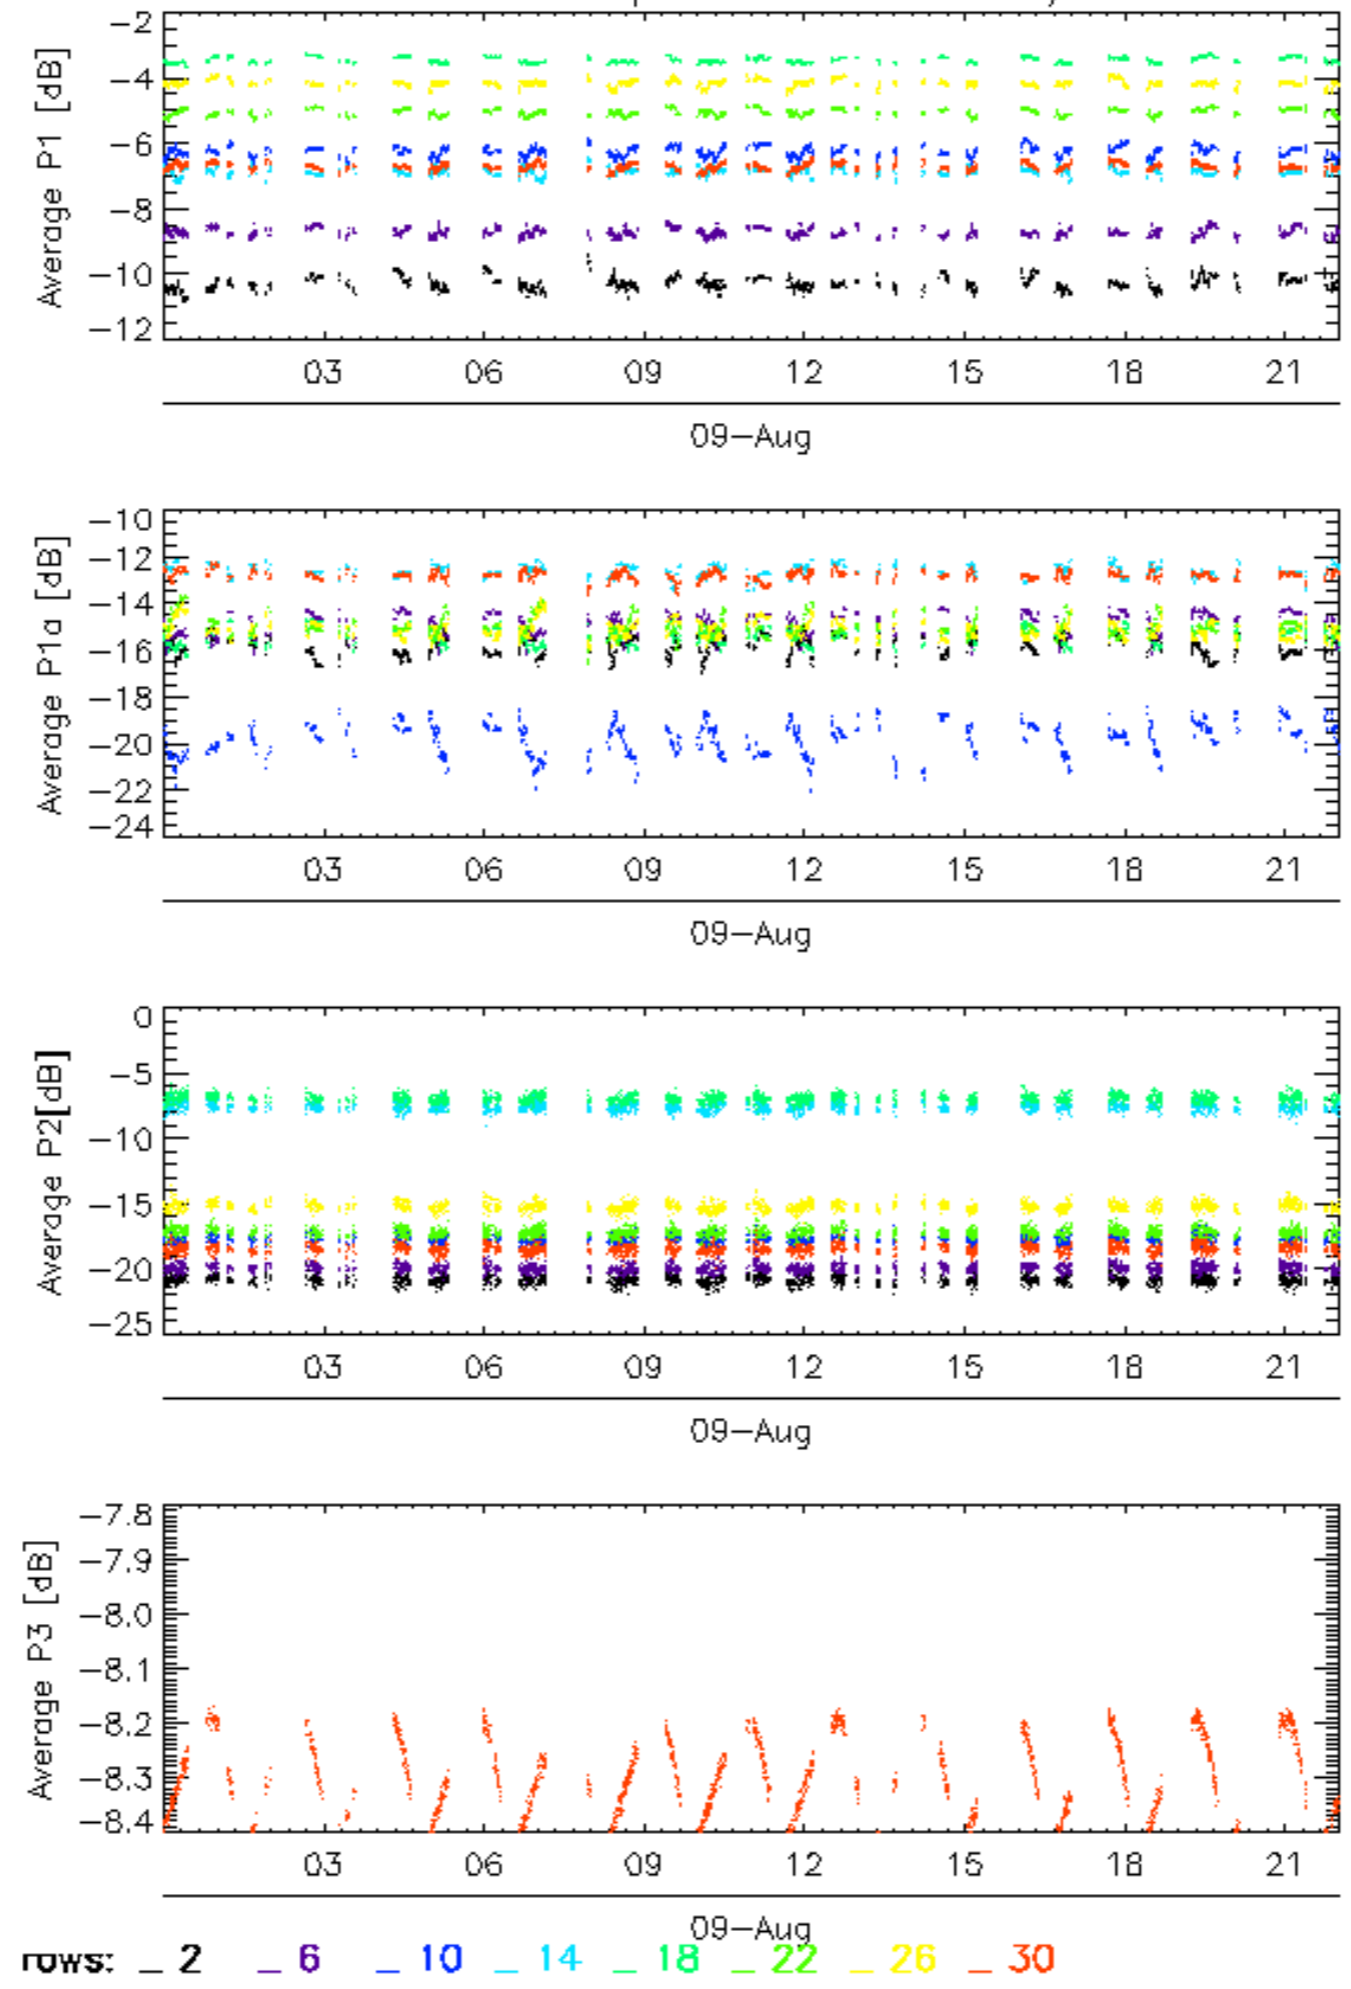 -2
-4
-6
-8
-10
-12
Average P1 [dB]
03 06 09 12 15 18 21
09-Aug
-10
-12
-14
-16
-18
-20
-22
-24
Average P1a [dB]
03 06 09 12 15 18 21
09-Aug
0
-5
-10
-15
-20
-25
Average P2[dB]
03 06 09 12 15 18 21
09-Aug
-7.8
-7.9
-8.0
-8.1
-8.2
-8.3
-8.4
Average P3 [dB]
03 06 09 12 15 18 21
09-Aug
rows: _ 2 _ 6 _ 10 _ 14 _ 18 _ 22 _ 26 _ 30